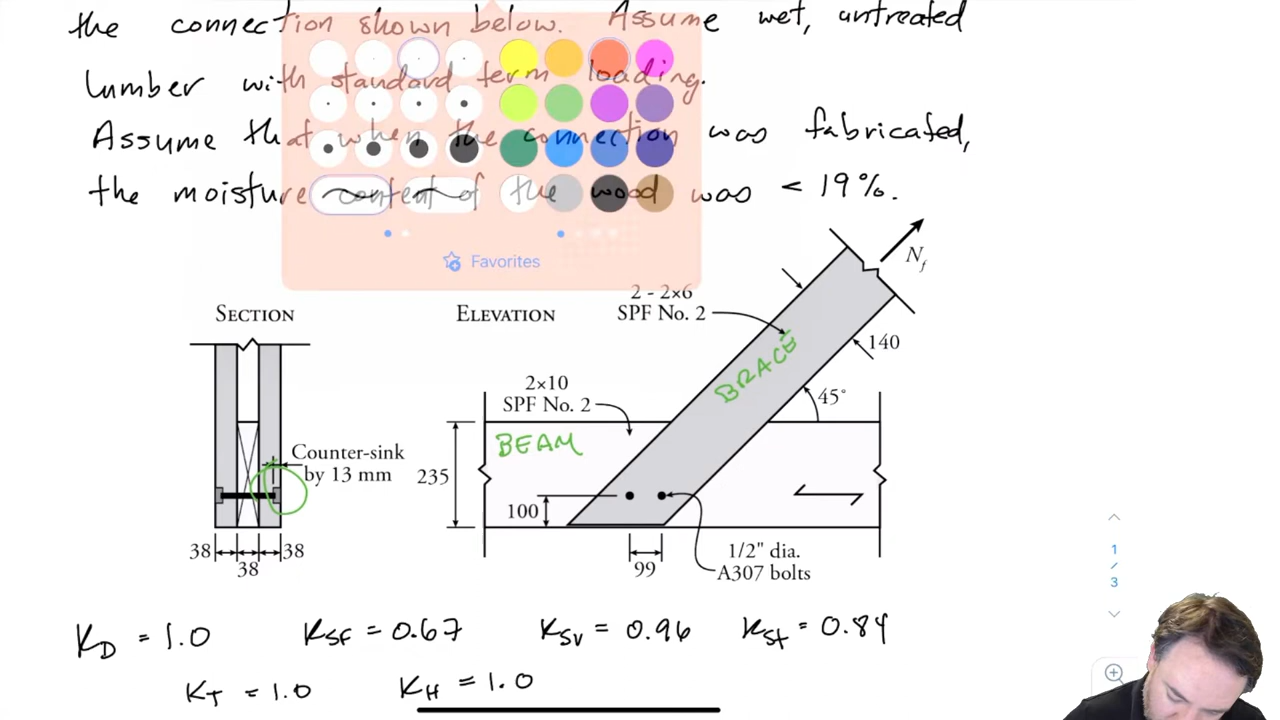 the connection shown below. Assume wet, untreated
lumber with standard term loading.
Assume that when the connection was fabricated,
the moisture content of the wood was < 19%.
Favorites
SECTION
ELEVATION
2 - 2×6
SPF No. 2
N_f
BRACE
140
45°
2×10
SPF No. 2
BEAM
Counter-sink
by 13 mm
235
100
38
38
38
99
1/2" dia.
A307 bolts
1
/
3
K_D = 1.0 K_SF = 0.67 K_Sv = 0.96 K_St = 0.84
K_T = 1.0 K_H = 1.0